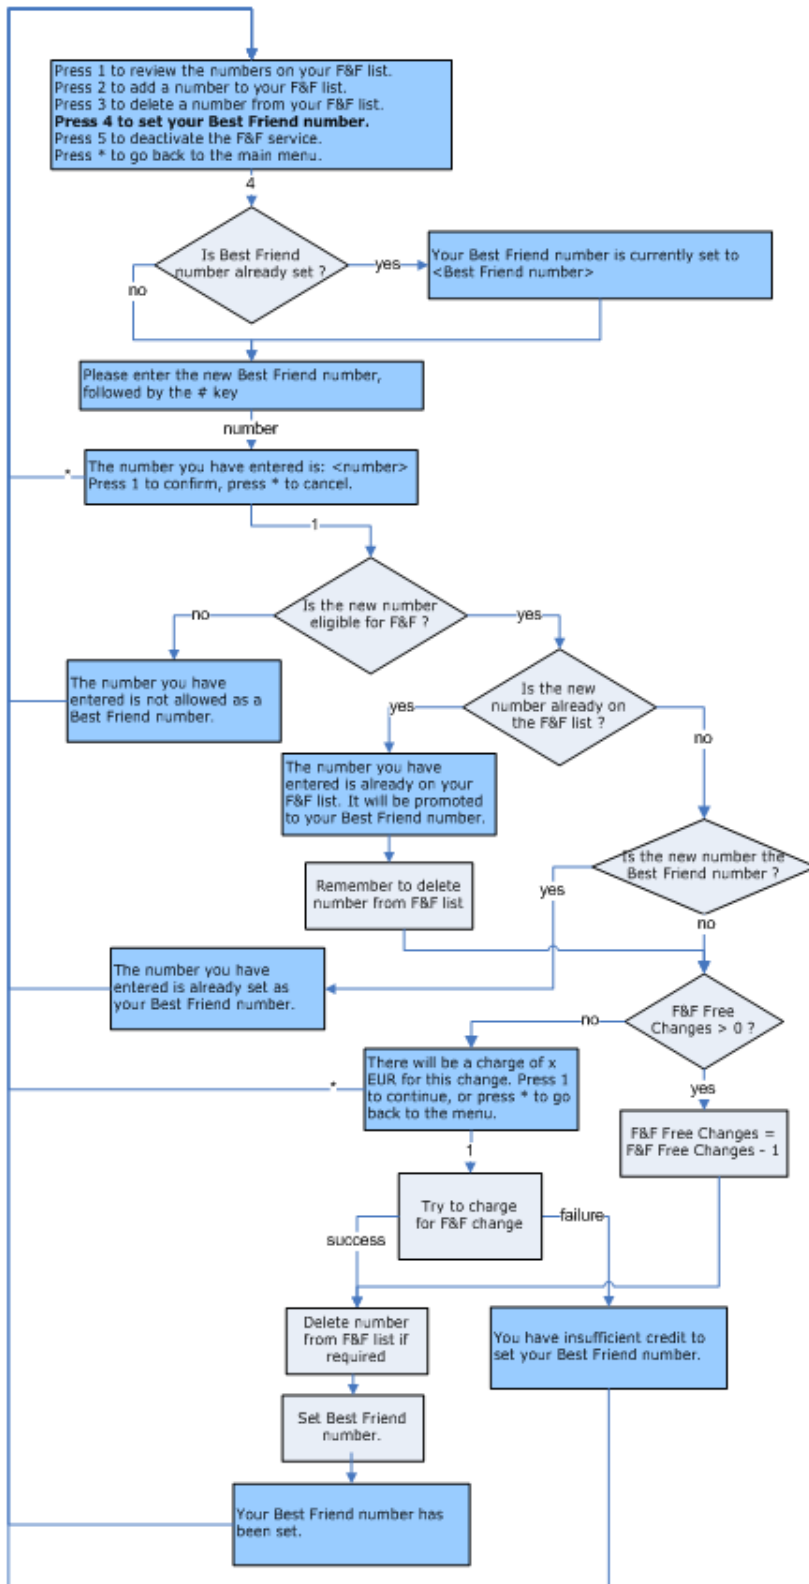 Press 1 to review the numbers on your F&F list.
Press 2 to add a number to your F&F list.
Press 3 to delete a number from your F&F list.
Press 4 to set your Best Friend number.
Press 5 to deactivate the F&F service.
Press * to go back to the main menu.
4
Is Best Friend
number already set ?
yes
no
Your Best Friend number is currently set to
<Best Friend number>
Please enter the new Best Friend number,
followed by the # key
number
The number you have entered is: <number>
Press 1 to confirm, press * to cancel.
*
1
Is the new number
eligible for F&F ?
no
yes
The number you have
entered is not allowed as a
Best Friend number.
Is the new
number already on
the F&F list ?
yes
no
The number you have
entered is already on your
F&F list. It will be promoted
to your Best Friend number.
Is the new number the
Best Friend number ?
yes
no
Remember to delete
number from F&F list
The number you have
entered is already set as
your Best Friend number.
F&F Free
Changes > 0 ?
no
yes
There will be a charge of x
EUR for this change. Press 1
to continue, or press * to go
back to the menu.
*
1
F&F Free Changes =
F&F Free Changes - 1
Try to charge
for F&F change
success
failure
Delete number
from F&F list if
required
You have insufficient credit to
set your Best Friend number.
Set Best Friend
number.
Your Best Friend number has
been set.